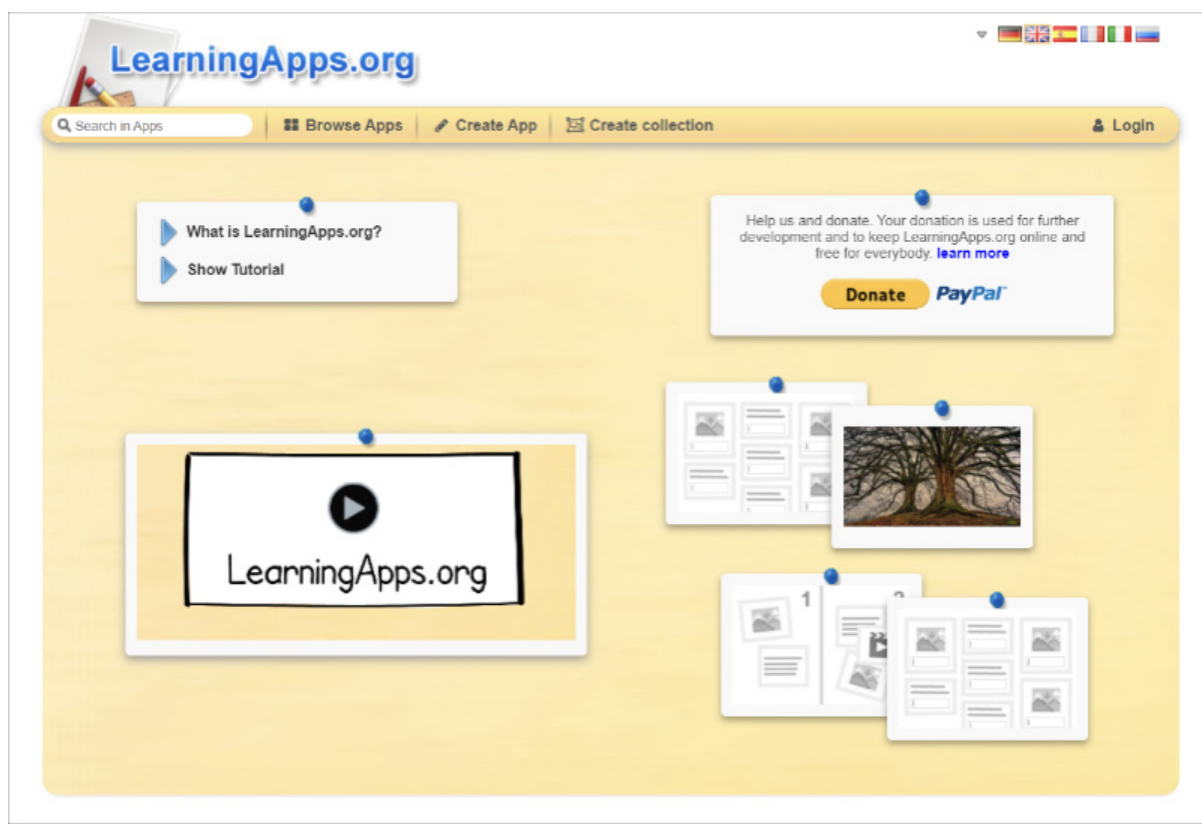 LearningApps.org
Search in Apps
Browse Apps
Create App
Create collection
Login
What is LearningApps.org?
Show Tutorial
Help us and donate. Your donation is used for further
development and to keep LearningApps.org online and
free for everybody. learn more
Donate PayPal
LearningApps.org
1
2